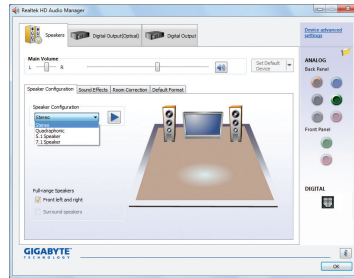 Realtek HD Audio Manager
Speakers
Digital Output(Optical)
Digital Output
Device advanced settings
Main Volume
L
R
Set Default Device
ANALOG
Back Panel
Speaker Configuration
Sound Effects
Room Correction
Default Format
Speaker Configuration
Stereo
Stereo
Quadraphonic
5.1 Speaker
7.1 Speaker
Front Panel
Full-range Speakers
Front left and right
Surround speakers
DIGITAL
GIGABYTE
TECHNOLOGY
OK